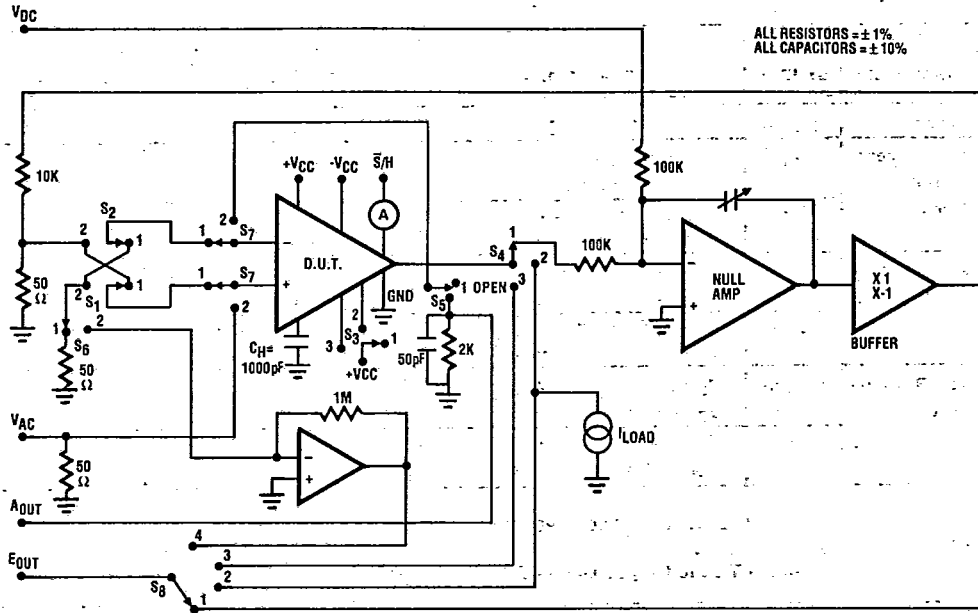 VDC
ALL RESISTORS = ±1%
ALL CAPACITORS = ±10%
10K
+VCC
-VCC
S̅/H
A
100K
S2
2
1
2
S7
1
−
D.U.T.
S4
1
2
100K
−
NULL
AMP
+
X 1
X-1
BUFFER
50
Ω
2
S1
1
1
S7
+
GND
1 OPEN
3
S5
1
S6
2
2
CH =
1000pF
3
2
S3
1
+VCC
50pF
2K
50
Ω
1M
ILOAD
VAC
50
Ω
−
+
AOUT
4
3
EOUT
2
S8
1